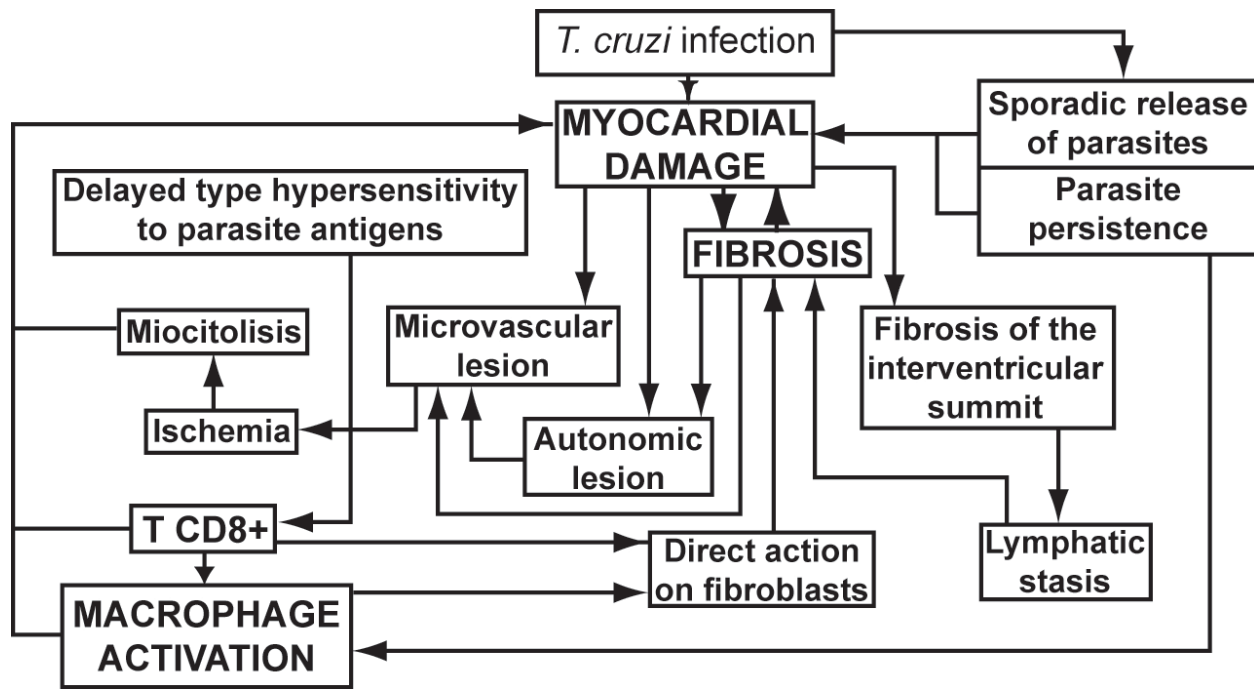 T. cruzi infection
Sporadic release
of parasites
MYOCARDIAL
DAMAGE
Delayed type hypersensitivity
to parasite antigens
Parasite
persistence
FIBROSIS
Miocitolisis
Microvascular
lesion
Fibrosis of the
interventricular
summit
Ischemia
Autonomic
lesion
T CD8+
Direct action
on fibroblasts
Lymphatic
stasis
MACROPHAGE
ACTIVATION